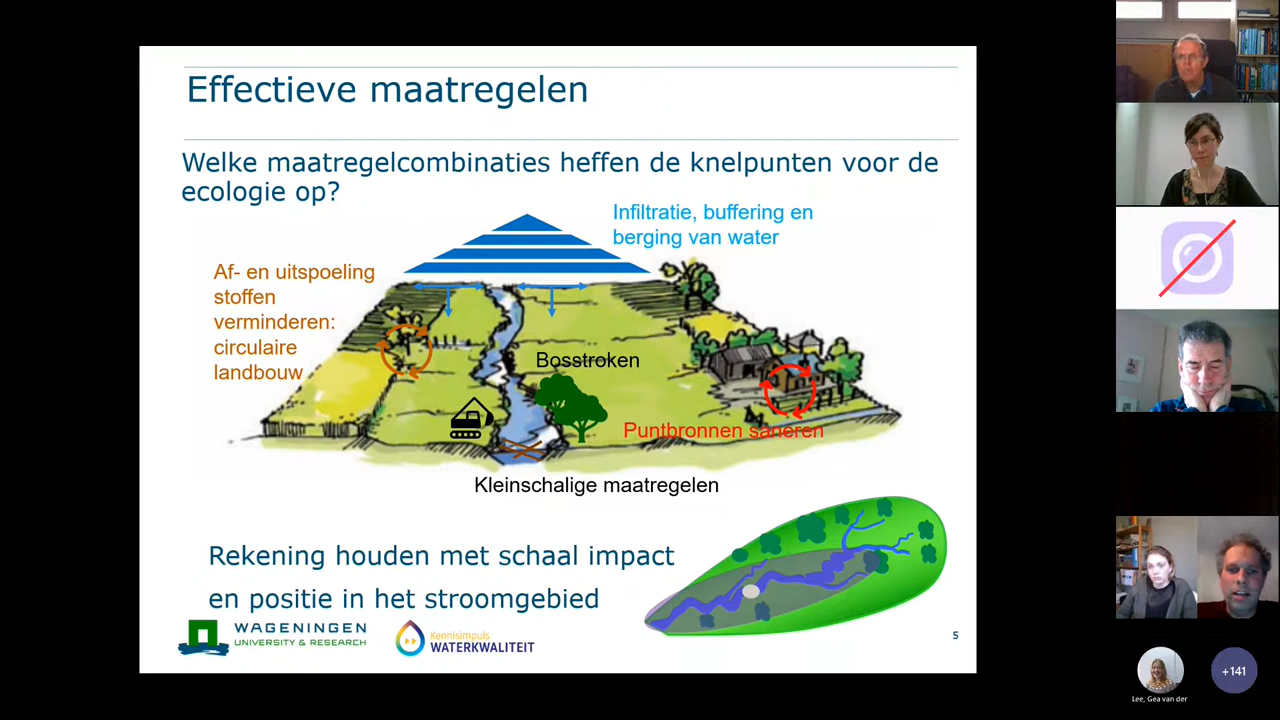 Effectieve maatregelen
Welke maatregelcombinaties heffen de knelpunten voor de
ecologie op?
Infiltratie, buffering en
berging van water
Af- en uitspoeling
stoffen
verminderen:
circulaire
landbouw
Bosstroken
Puntbronnen saneren
Kleinschalige maatregelen
Rekening houden met schaal impact
en positie in het stroomgebied
WAGENINGEN
UNIVERSITY & RESEARCH
Kennisimpuls
WATERKWALITEIT
5
+141
Lee, Gea van der